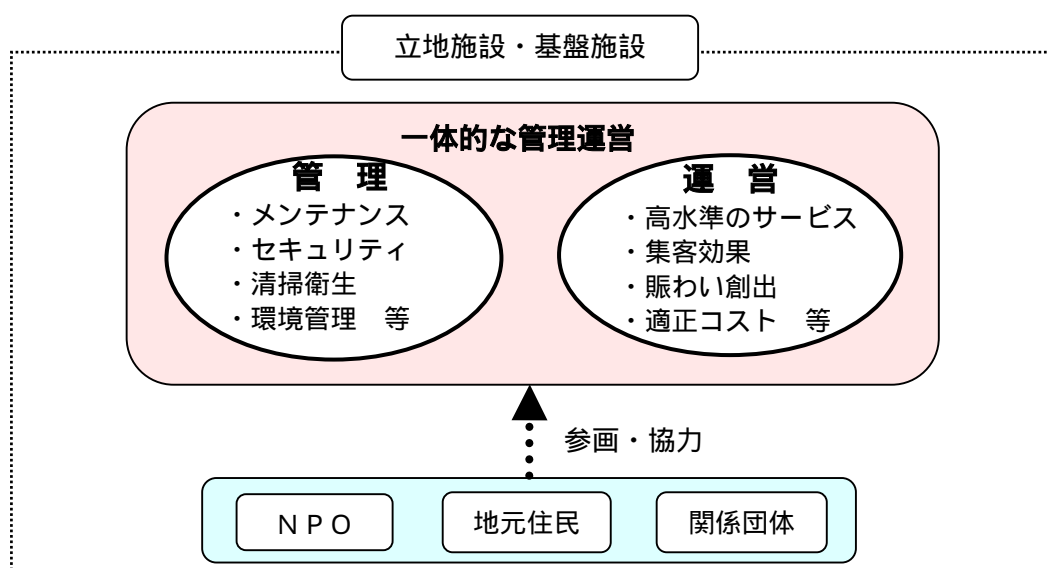 立地施設・基盤施設
一体的な管理運営
管　理
・メンテナンス
・セキュリティ
・清掃衛生
・環境管理　等
運　営
・高水準のサービス
・集客効果
・賑わい創出
・適正コスト　等
参画・協力
ＮＰＯ
地元住民
関係団体